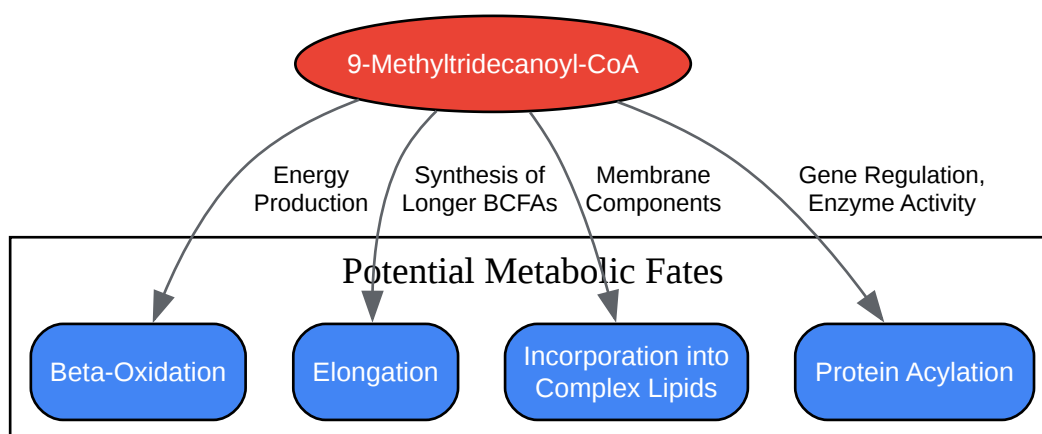 9-Methyltridecanoyl-CoA
Energy
Production
Synthesis of
Longer BCFAs
Membrane
Components
Gene Regulation,
Enzyme Activity
Potential Metabolic Fates
Beta-Oxidation
Elongation
Incorporation into
Complex Lipids
Protein Acylation